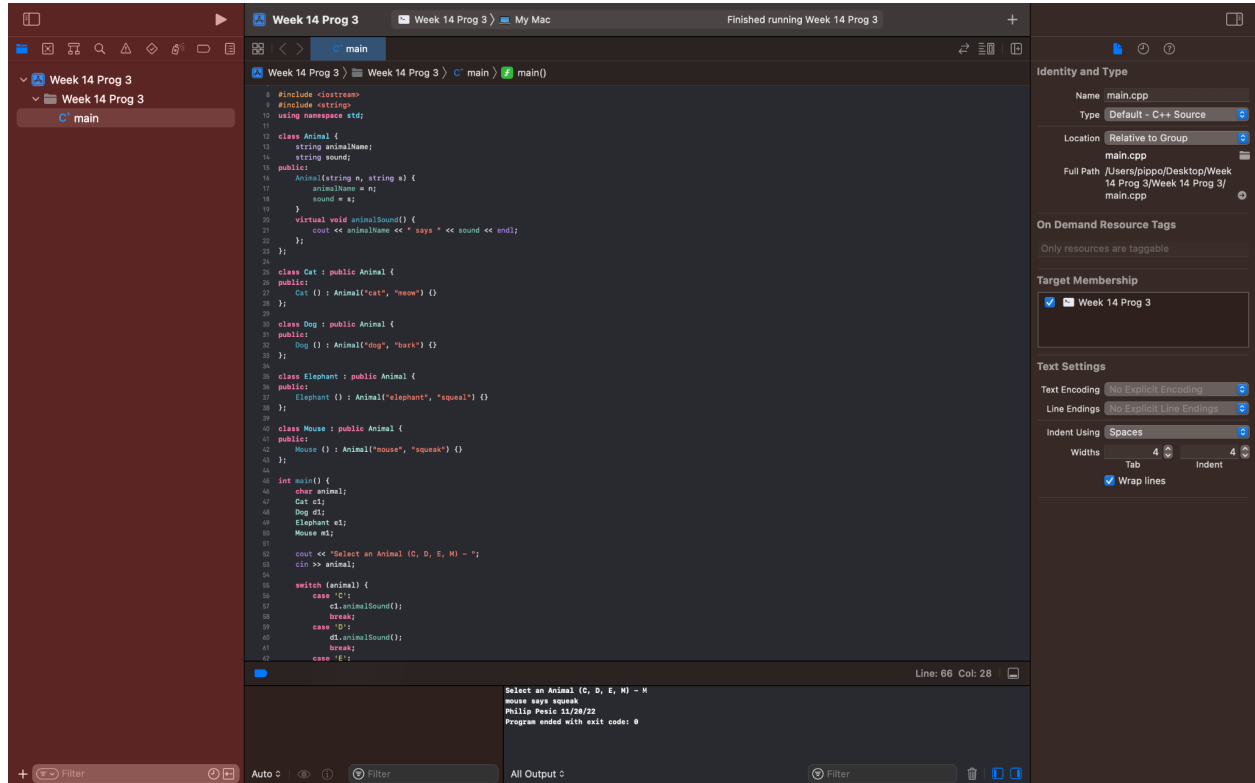 Week 14 Prog 3
Week 14 Prog 3 〉 My Mac
Finished running Week 14 Prog 3
Week 14 Prog 3
Week 14 Prog 3
C+ main
C+ main
Week 14 Prog 3 〉 Week 14 Prog 3 〉 C+ main 〉 f main()
8 #include <iostream>
9 #include <string>
10 using namespace std;
11
12 class Animal {
13     string animalName;
14     string sound;
15 public:
16     Animal(string n, string s) {
17         animalName = n;
18         sound = s;
19     }
20     virtual void animalSound() {
21         cout << animalName << " says " << sound << endl;
22     };
23 };
24
25 class Cat : public Animal {
26 public:
27     Cat () : Animal("cat", "meow") {}
28 };
29
30 class Dog : public Animal {
31 public:
32     Dog () : Animal("dog", "bark") {}
33 };
34
35 class Elephant : public Animal {
36 public:
37     Elephant () : Animal("elephant", "squeal") {}
38 };
39
40 class Mouse : public Animal {
41 public:
42     Mouse () : Animal("mouse", "squeak") {}
43 };
44
45 int main() {
46     char animal;
47     Cat c1;
48     Dog d1;
49     Elephant e1;
50     Mouse m1;
51
52     cout << "Select an Animal (C, D, E, M) - ";
53     cin >> animal;
54
55     switch (animal) {
56         case 'C':
57             c1.animalSound();
58             break;
59         case 'D':
60             d1.animalSound();
61             break;
62         case 'E':
Line: 66 Col: 28
Select an Animal (C, D, E, M) - M
mouse says squeak
Philip Pesic 11/20/22
Program ended with exit code: 0
Filter
Auto
Filter
All Output
Filter
Identity and Type
Name main.cpp
Type Default - C++ Source
Location Relative to Group
main.cpp
Full Path /Users/pippo/Desktop/Week
14 Prog 3/Week 14 Prog 3/
main.cpp
On Demand Resource Tags
Only resources are taggable
Target Membership
Week 14 Prog 3
Text Settings
Text Encoding No Explicit Encoding
Line Endings No Explicit Line Endings
Indent Using Spaces
Widths 4 4
Tab Indent
Wrap lines